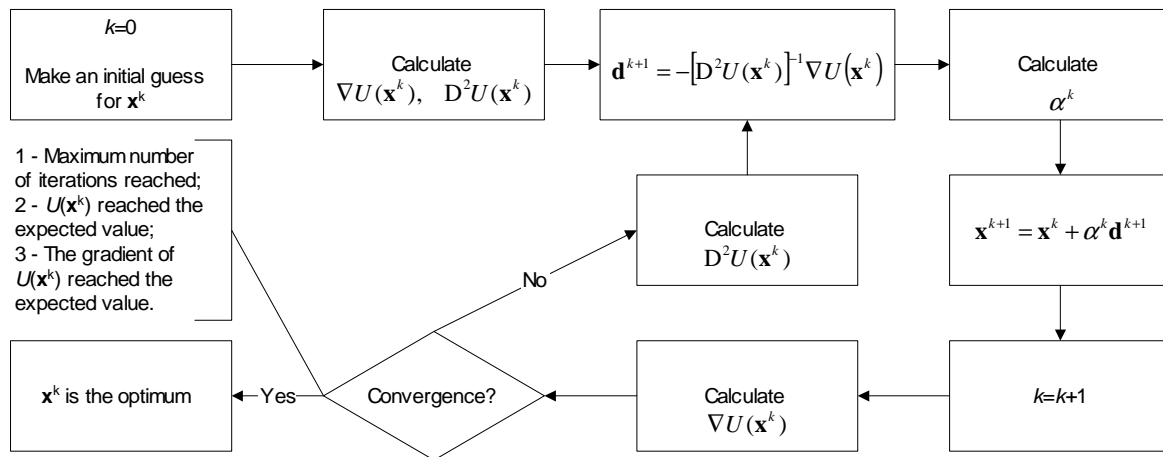 k=0
Make an initial guess
for x^k
Calculate
∇U(x^k), D²U(x^k)
d^{k+1} = −[D²U(x^k)]^{-1} ∇U(x^k)
Calculate
α^k
x^{k+1} = x^k + α^k d^{k+1}
k=k+1
Calculate
∇U(x^k)
Convergence?
No
Calculate
D²U(x^k)
Yes
x^k is the optimum
1 - Maximum number
of iterations reached;
2 - U(x^k) reached the
expected value;
3 - The gradient of
U(x^k) reached the
expected value.